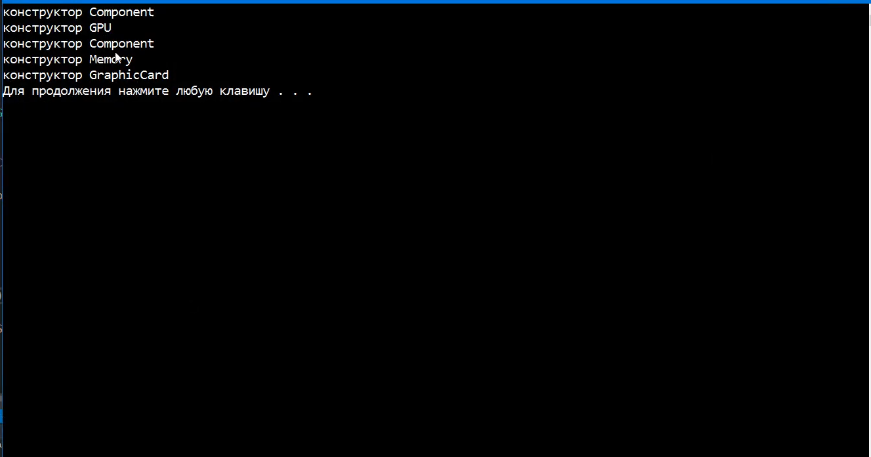 конструктор Component
конструктор GPU
конструктор Component
конструктор Memory
конструктор GraphicCard
Для продолжения нажмите любую клавишу . . .